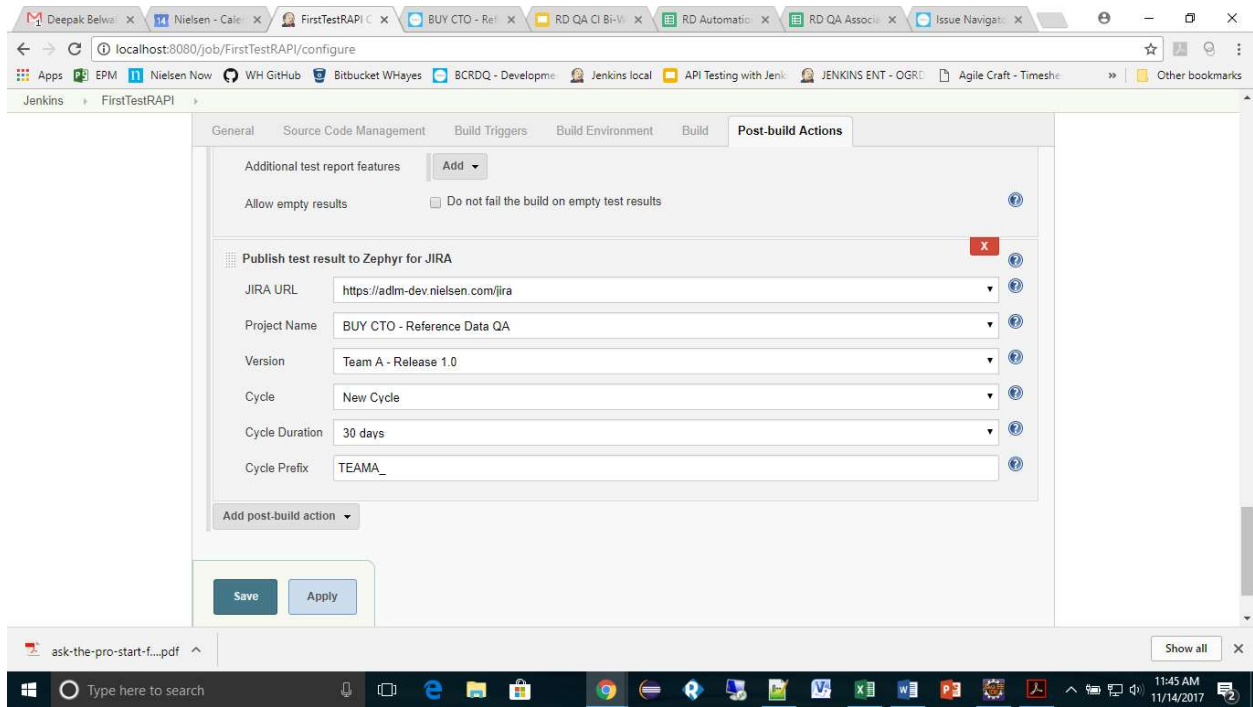 Deepak Belwal
Nielsen - Cale
FirstTestRAPI C
BUY CTO - Ref
RD QA CI Bi-W
RD Automation
RD QA Associa
Issue Navigato
localhost:8080/job/FirstTestRAPI/configure
Apps EPM Nielsen Now WH GitHub Bitbucket WHayes BCRDQ - Developme Jenkins local API Testing with Jenk JENKINS ENT - OGRD Agile Craft - Timeshe » Other bookmarks
Jenkins FirstTestRAPI
General Source Code Management Build Triggers Build Environment Build Post-build Actions
Additional test report features Add
Allow empty results Do not fail the build on empty test results
X
Publish test result to Zephyr for JIRA
JIRA URL https://adlm-dev.nielsen.com/jira
Project Name BUY CTO - Reference Data QA
Version Team A - Release 1.0
Cycle New Cycle
Cycle Duration 30 days
Cycle Prefix TEAMA_
Add post-build action
Save Apply
ask-the-pro-start-f....pdf Show all
Type here to search 11:45 AM
11/14/2017